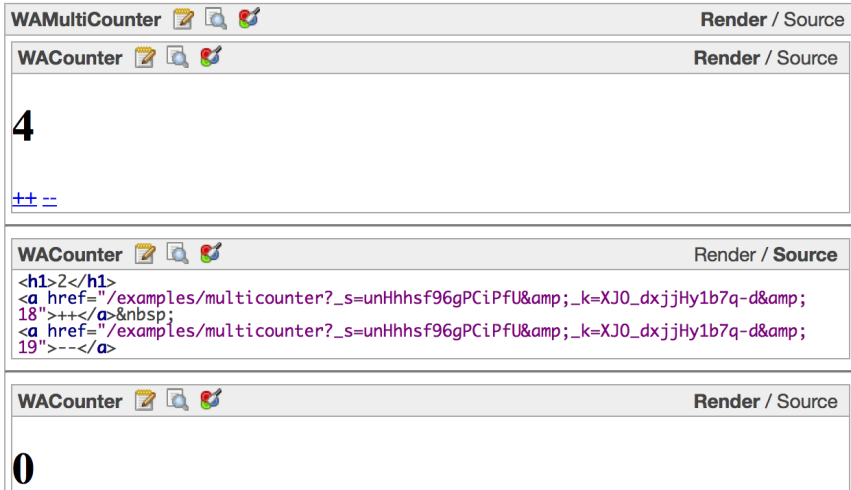 WAMultiCounter Render / Source
WACounter Render / Source
4
++ --
WACounter Render / Source
<h1>2</h1>
<a href="/examples/multicounter?_s=unHhhsf96gPCiPfU&amp;_k=XJO_dxjjHy1b7q-d&amp;
18">++</a>&nbsp;
<a href="/examples/multicounter?_s=unHhhsf96gPCiPfU&amp;_k=XJO_dxjjHy1b7q-d&amp;
19">--</a>
WACounter Render / Source
0